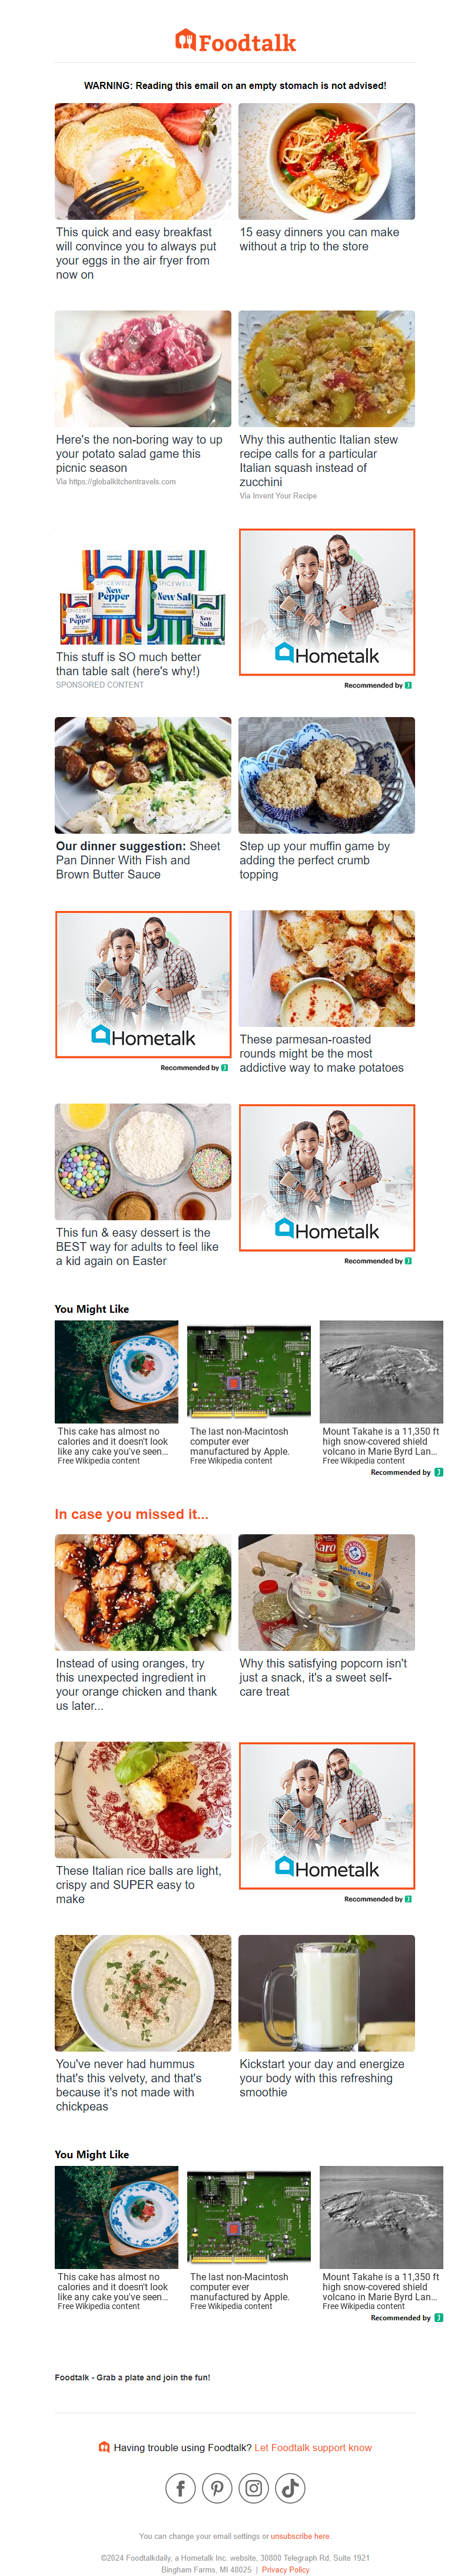 Foodtalk
WARNING: Reading this email on an empty stomach is not advised!
This quick and easy breakfast
will convince you to always put
your eggs in the air fryer from
now on
15 easy dinners you can make
without a trip to the store
Here's the non-boring way to up
your potato salad game this
picnic season
Via https://globalkitchentravels.com
Why this authentic Italian stew
recipe calls for a particular
Italian squash instead of
zucchini
Via Invent Your Recipe
SPICEWELL
New
Pepper
SPICEWELL
New Salt
New
Pepper
New
Salt
This stuff is SO much better
than table salt (here's why!)
SPONSORED CONTENT
Hometalk
Recommended by
Our dinner suggestion: Sheet
Pan Dinner With Fish and
Brown Butter Sauce
Step up your muffin game by
adding the perfect crumb
topping
Hometalk
Recommended by
These parmesan-roasted
rounds might be the most
addictive way to make potatoes
This fun & easy dessert is the
BEST way for adults to feel like
a kid again on Easter
Hometalk
Recommended by
You Might Like
This cake has almost no
calories and it doesn't look
like any cake you've seen...
Free Wikipedia content
The last non-Macintosh
computer ever
manufactured by Apple.
Free Wikipedia content
Mount Takahe is a 11,350 ft
high snow-covered shield
volcano in Marie Byrd Lan...
Free Wikipedia content
Recommended by
In case you missed it...
Instead of using oranges, try
this unexpected ingredient in
your orange chicken and thank
us later...
Karo
ARM & HAMMER
Baking Soda
Why this satisfying popcorn isn't
just a snack, it's a sweet self-
care treat
These Italian rice balls are light,
crispy and SUPER easy to
make
Hometalk
Recommended by
You've never had hummus
that's this velvety, and that's
because it's not made with
chickpeas
Kickstart your day and energize
your body with this refreshing
smoothie
You Might Like
This cake has almost no
calories and it doesn't look
like any cake you've seen...
Free Wikipedia content
The last non-Macintosh
computer ever
manufactured by Apple.
Free Wikipedia content
Mount Takahe is a 11,350 ft
high snow-covered shield
volcano in Marie Byrd Lan...
Free Wikipedia content
Recommended by
Foodtalk - Grab a plate and join the fun!
Having trouble using Foodtalk? Let Foodtalk support know
You can change your email settings or unsubscribe here.
©2024 Foodtalkdaily, a Hometalk Inc. website, 30800 Telegraph Rd, Suite 1921
Bingham Farms, MI 48025 | Privacy Policy